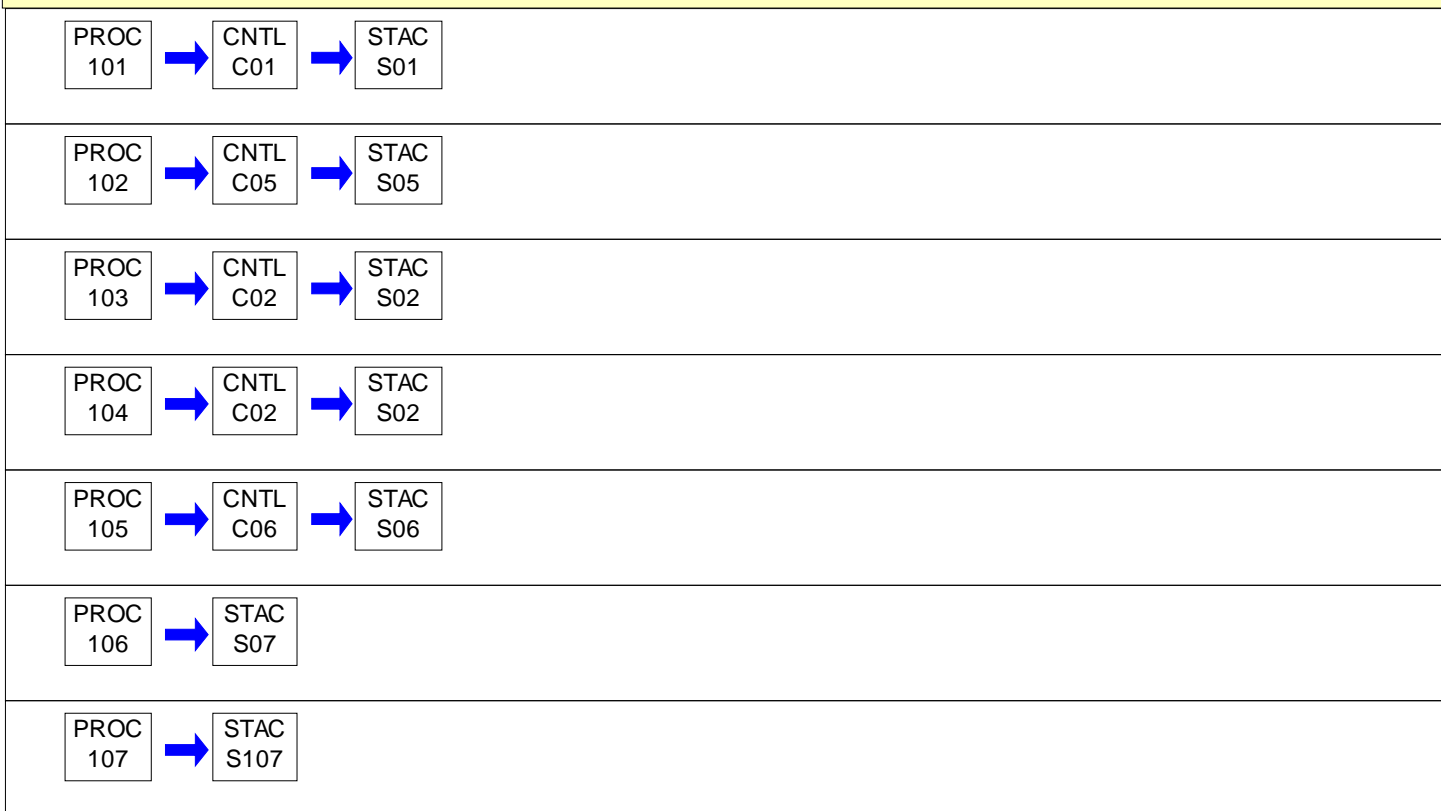 PROC CNTL STAC
101 C01 S01
PROC CNTL STAC
102 C05 S05
PROC CNTL STAC
103 C02 S02
PROC CNTL STAC
104 C02 S02
PROC CNTL STAC
105 C06 S06
PROC STAC
106 S07
PROC STAC
107 S107